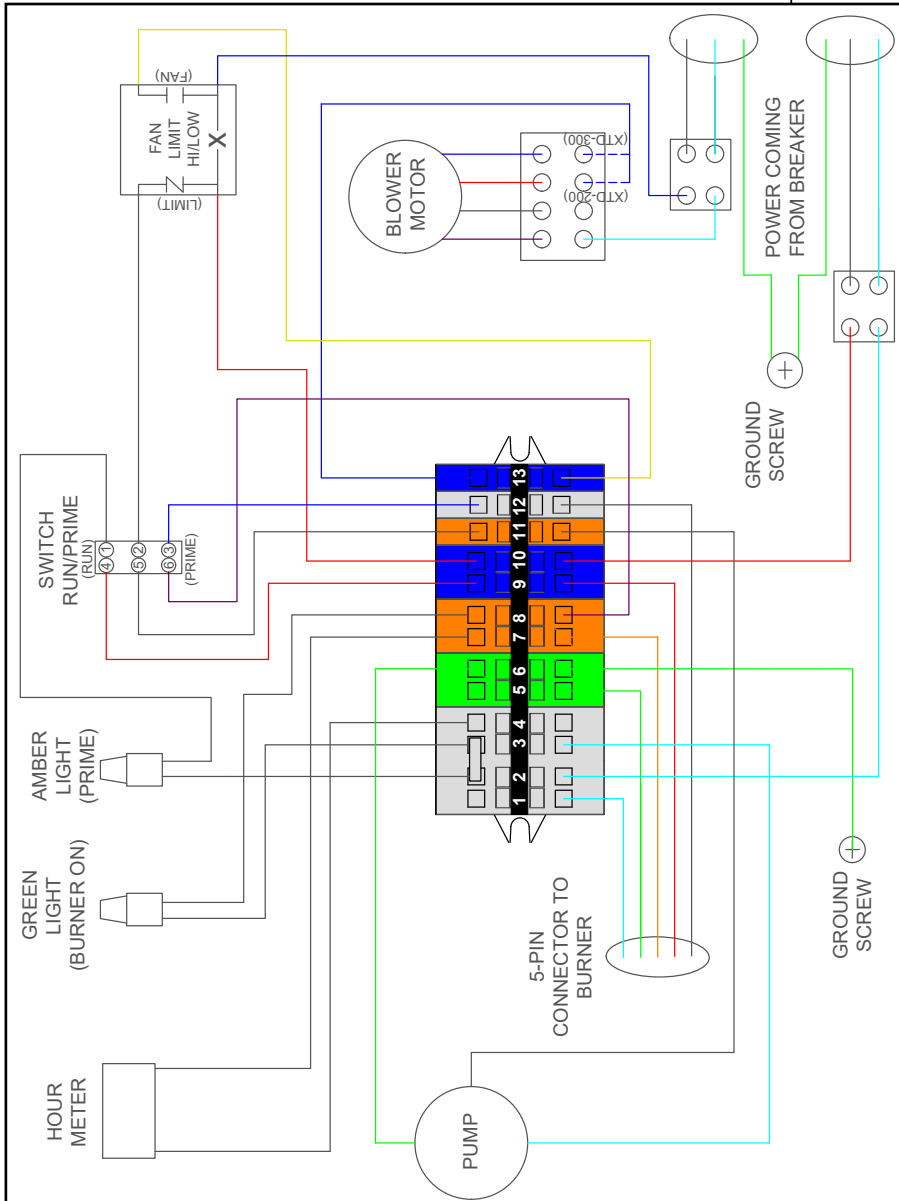 HOUR
METER
GREEN
LIGHT
(BURNER ON)
AMBER
LIGHT
(PRIME)
SWITCH
RUN/PRIME
(RUN)
4 1
5 2
6 3
(PRIME)
(LIMIT)
FAN
LIMIT
HI/LOW
X
(FAN)
PUMP
1 2 3 4 5 6 7 8 9 10 11 12 13
BLOWER
MOTOR
(XTD-200)
(XTD-300)
5-PIN
CONNECTOR TO
BURNER
GROUND
SCREW
GROUND
SCREW
POWER COMING
FROM BREAKER